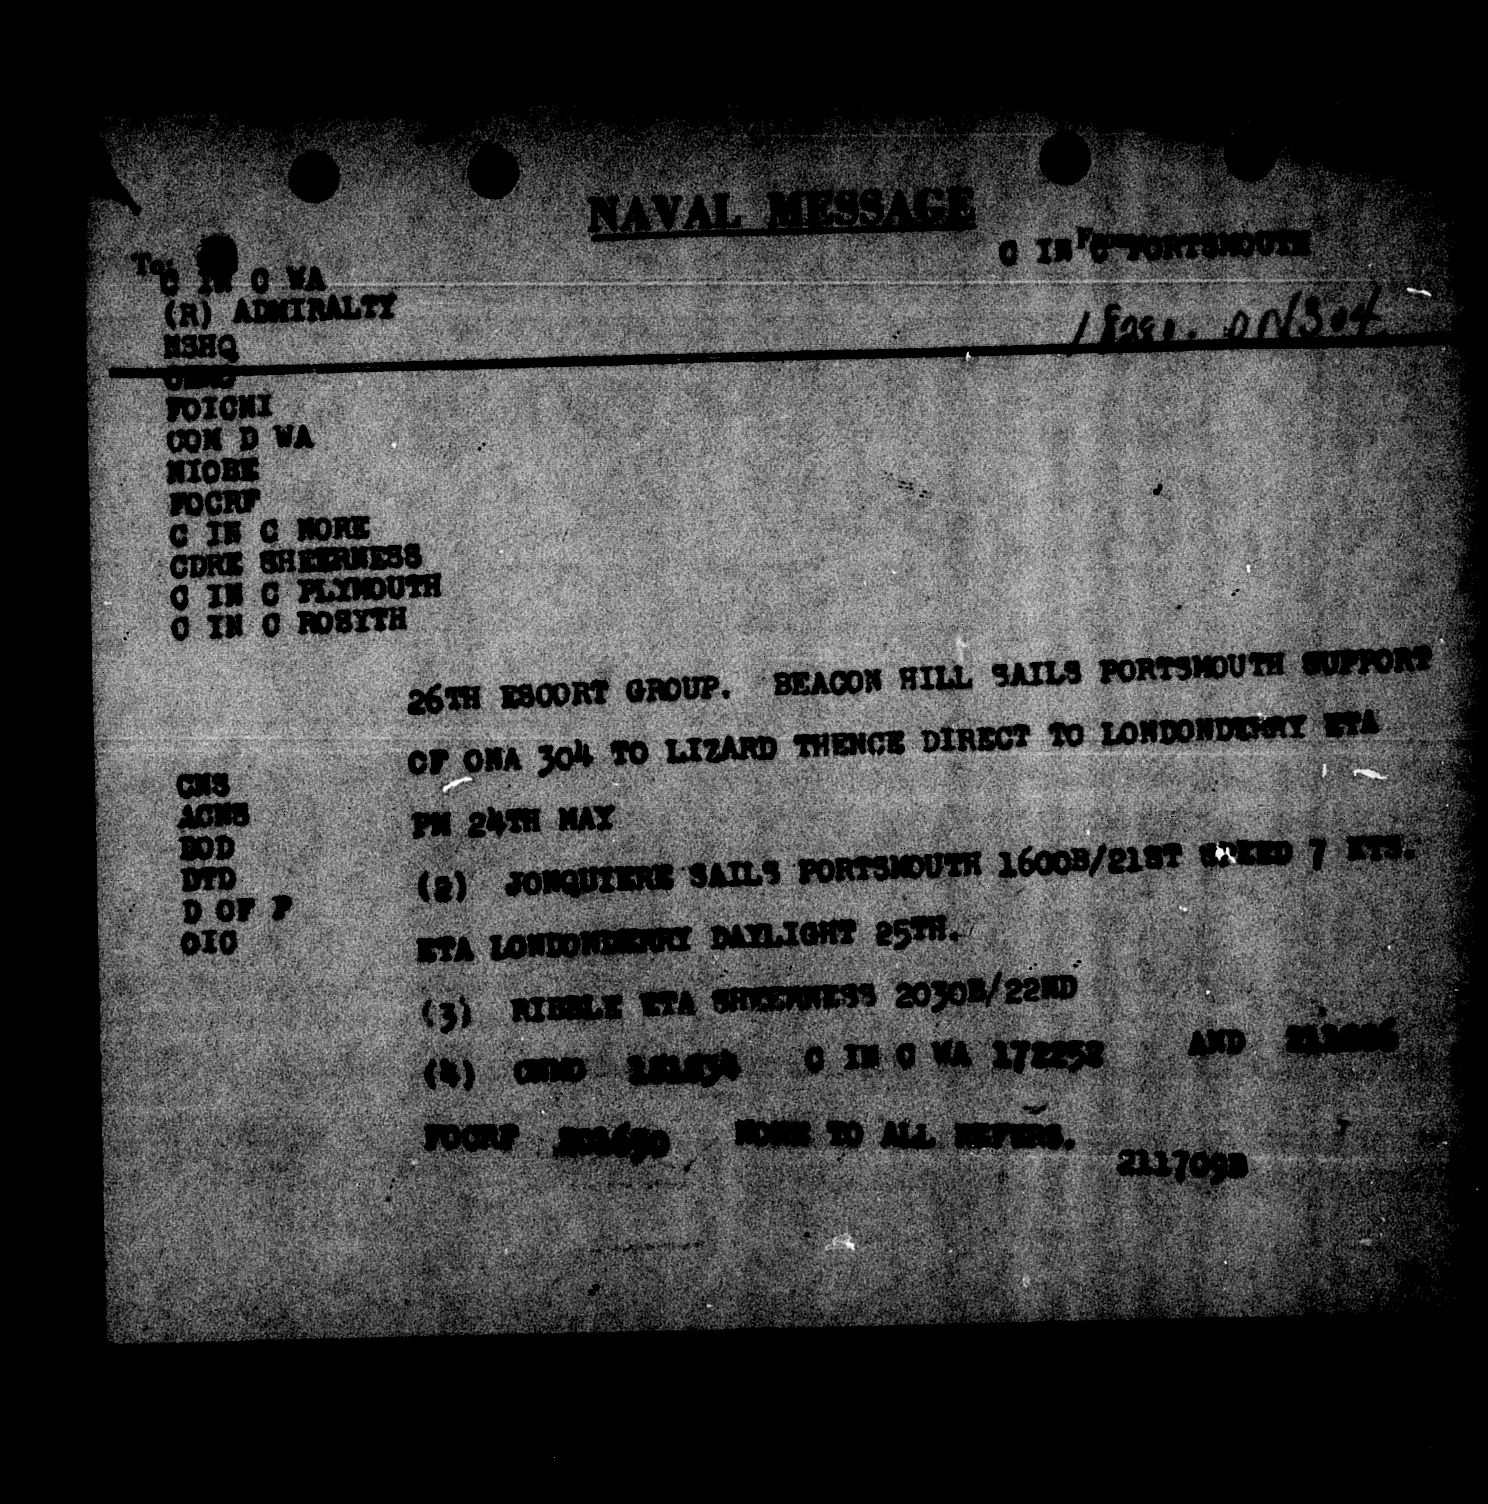 NAVAL MESSAGE
To:
From
C IN C PORTSMOUTH
C IN C WA
(R) ADMIRALTY
NSHQ
FOICNI
COM D WA
NIOBE
FOCRF
C IN C NORE
CDRE SHEERNESS
C IN C PLYMOUTH
C IN C ROSYTH
26TH ESCORT GROUP. BEACON HILL SAILS PORTSMOUTH SUPPORT
OF ONA 304 TO LIZARD THENCE DIRECT TO LONDONDERRY ETA
PM 24TH MAY
(2) JONQUIERE SAILS PORTSMOUTH 1600B/21ST SPEED 7 KTS.
ETA LONDONDERRY DAYLIGHT 25TH.
(3) RIBBLE ETA SHEERNESS 2030B/22ND
(4) C IN C WA 172252 AND
FOCRF NONE TO ALL REFERS.
211709B
CNS
ACNS
DOD
DTD
D OF P
OIC